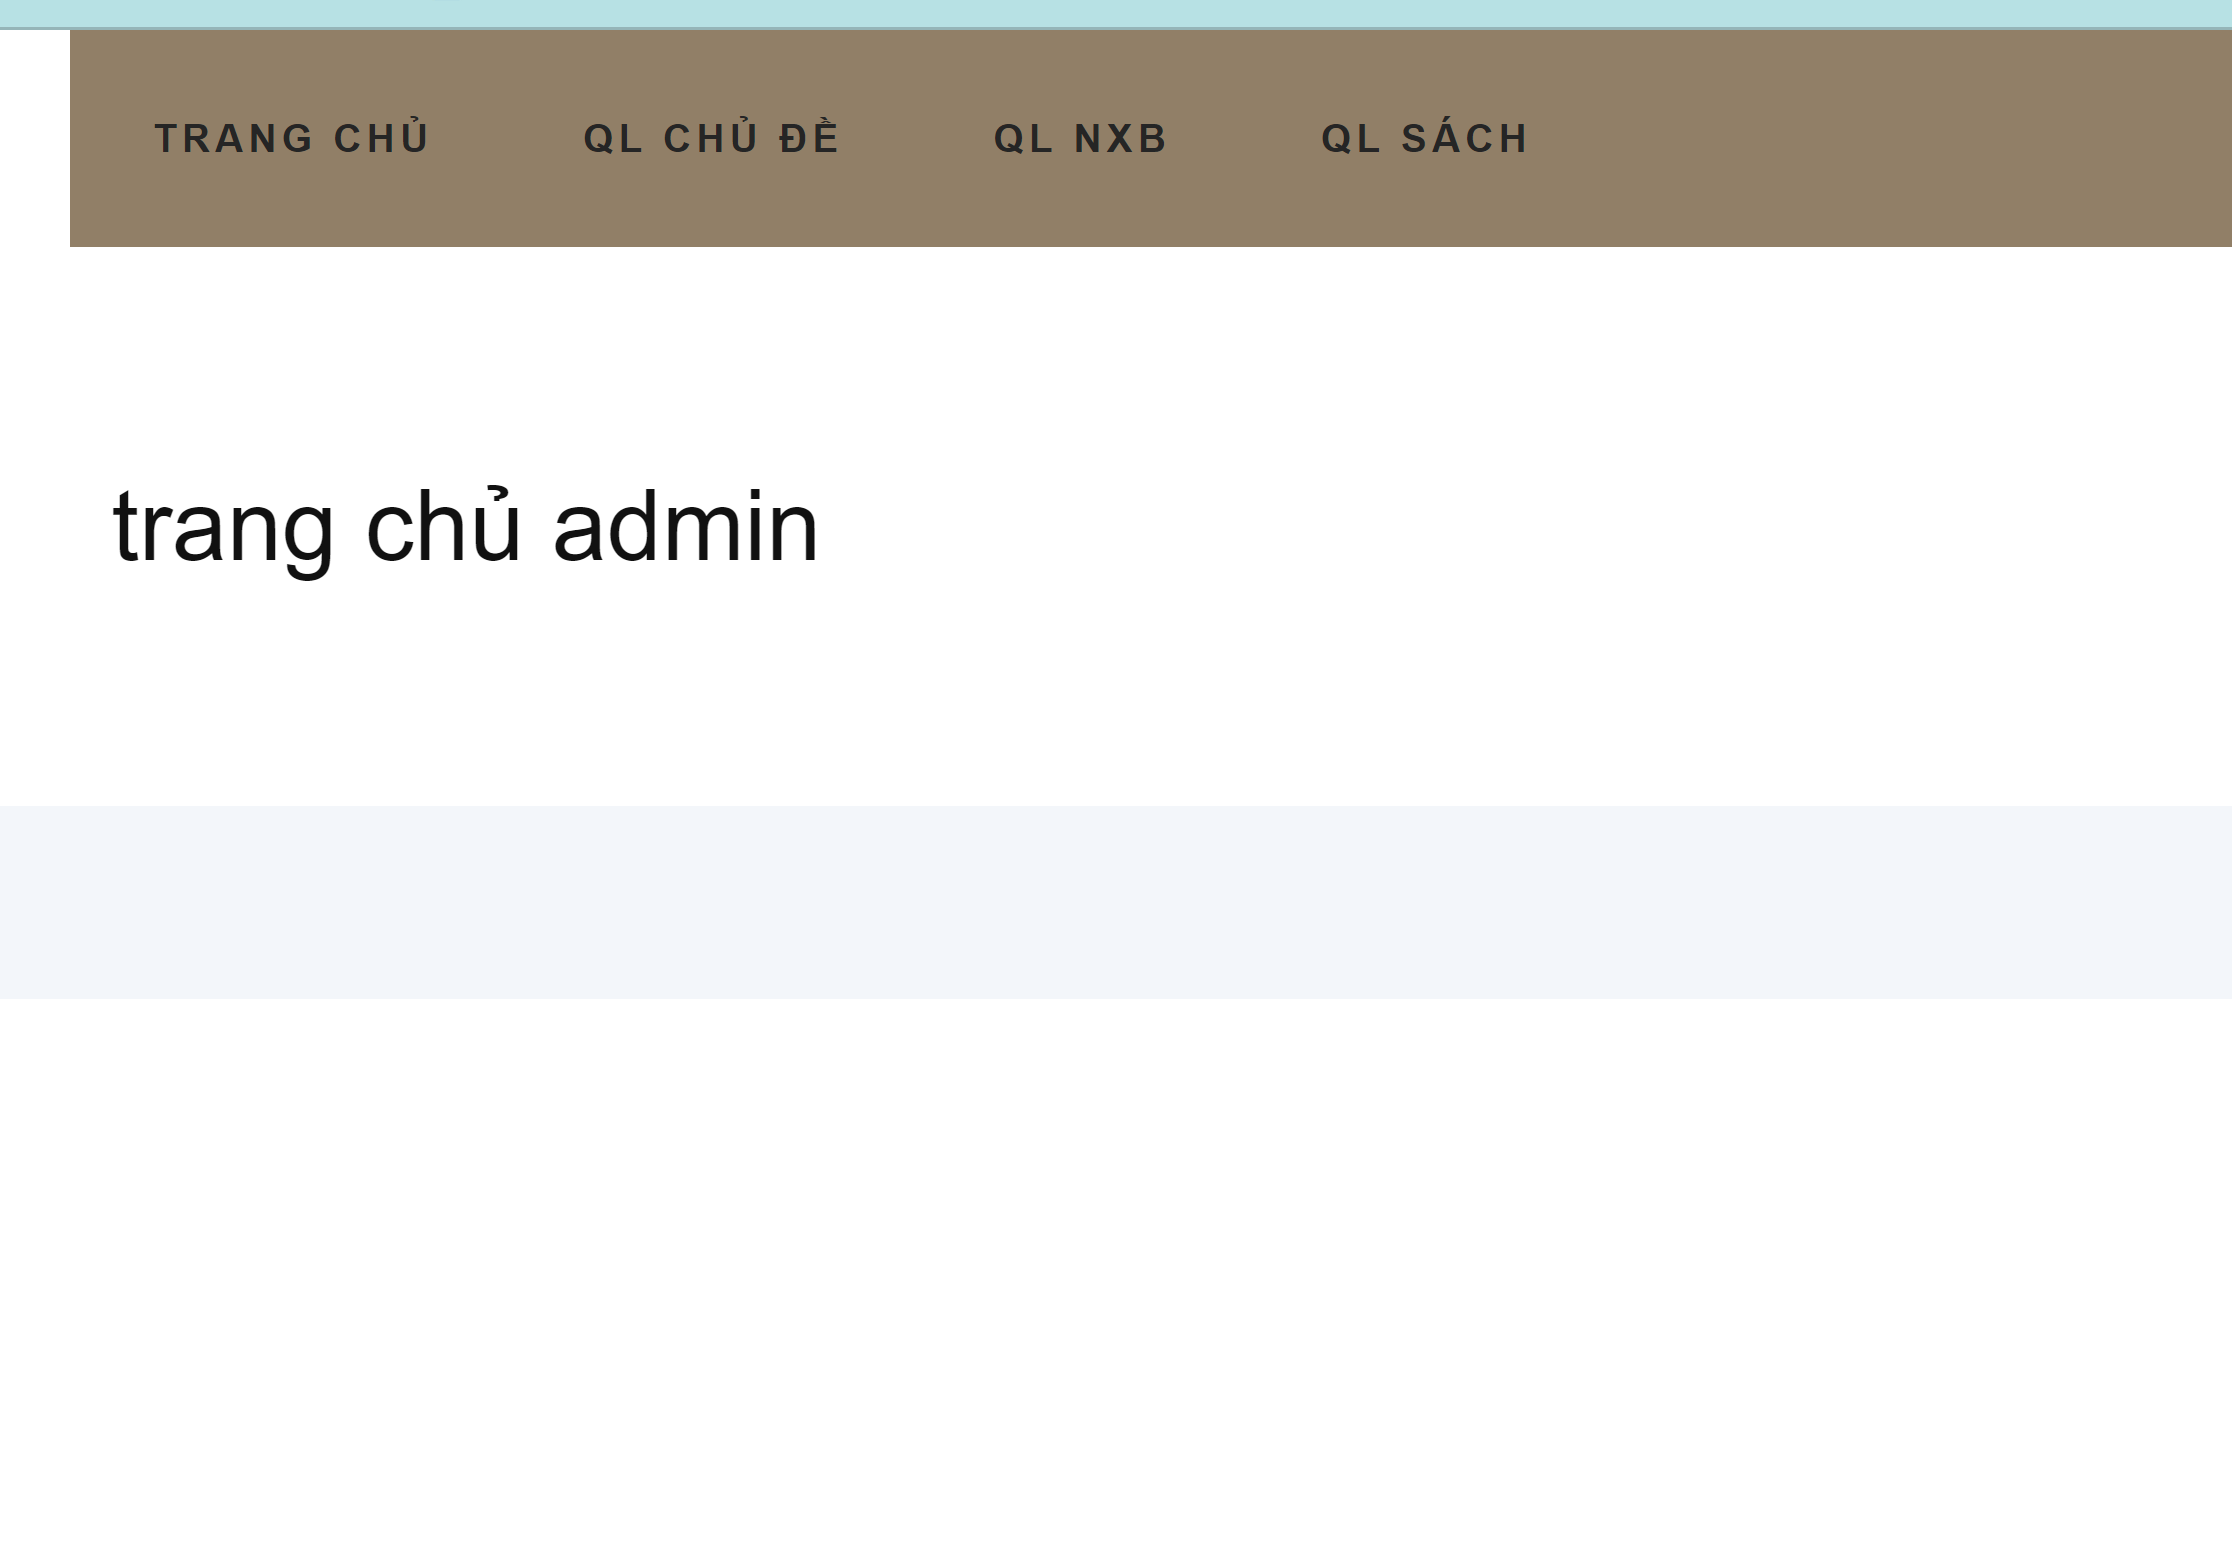 TRANG CHỦ QL CHỦ ĐỀ QL NXB QL SÁCH
trang chủ admin